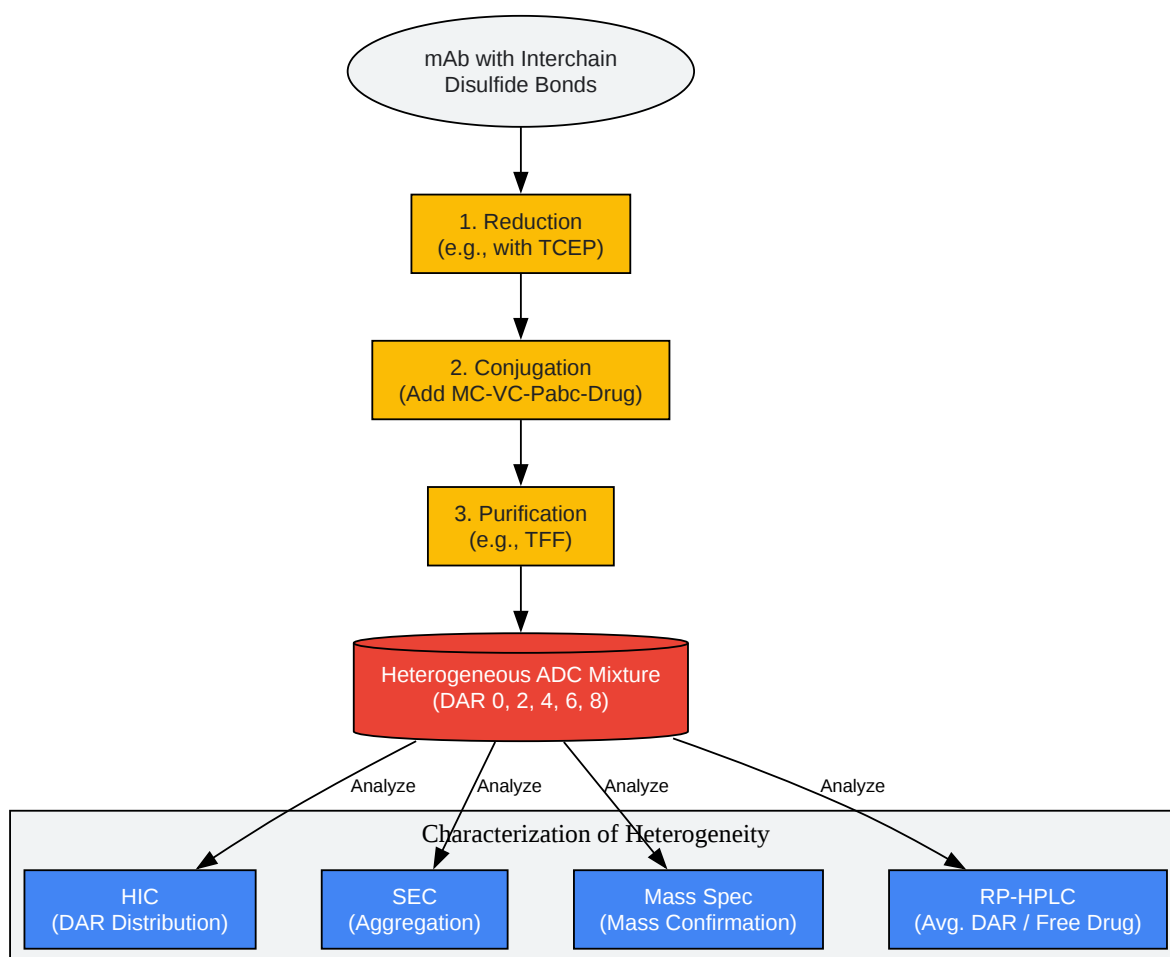 mAb with Interchain
Disulfide Bonds
1. Reduction
(e.g., with TCEP)
2. Conjugation
(Add MC-VC-Pabc-Drug)
3. Purification
(e.g., TFF)
Heterogeneous ADC Mixture
(DAR 0, 2, 4, 6, 8)
Analyze
Analyze
Analyze
Analyze
Characterization of Heterogeneity
HIC
(DAR Distribution)
SEC
(Aggregation)
Mass Spec
(Mass Confirmation)
RP-HPLC
(Avg. DAR / Free Drug)